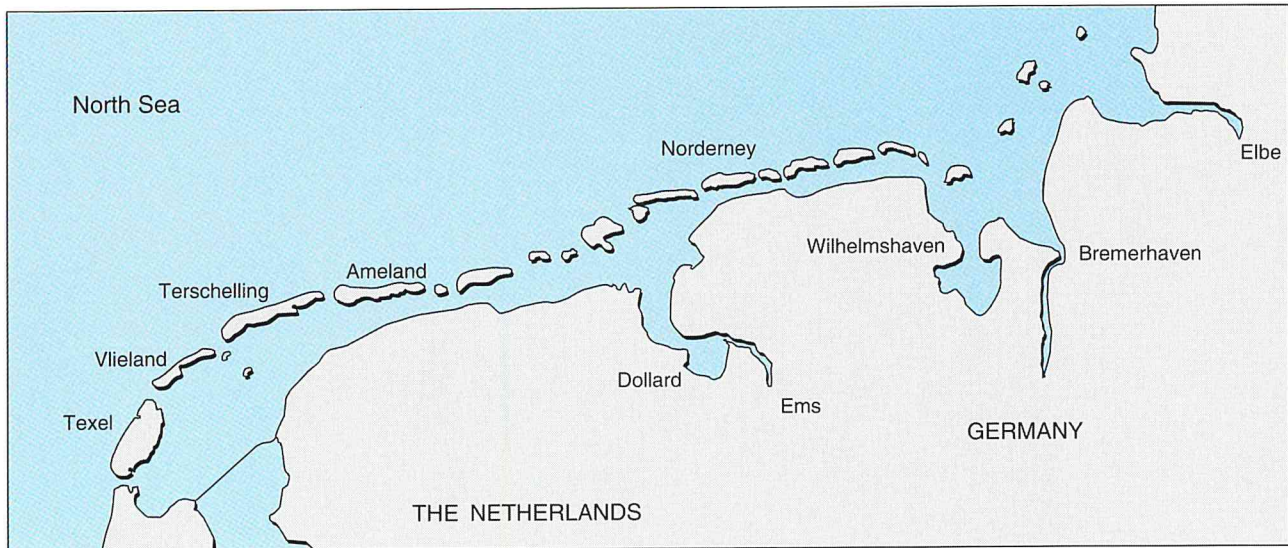 North Sea
Norderney
Elbe
Wilhelmshaven
Bremerhaven
Ameland
Terschelling
Vlieland
Dollard
Ems
Texel
GERMANY
THE NETHERLANDS